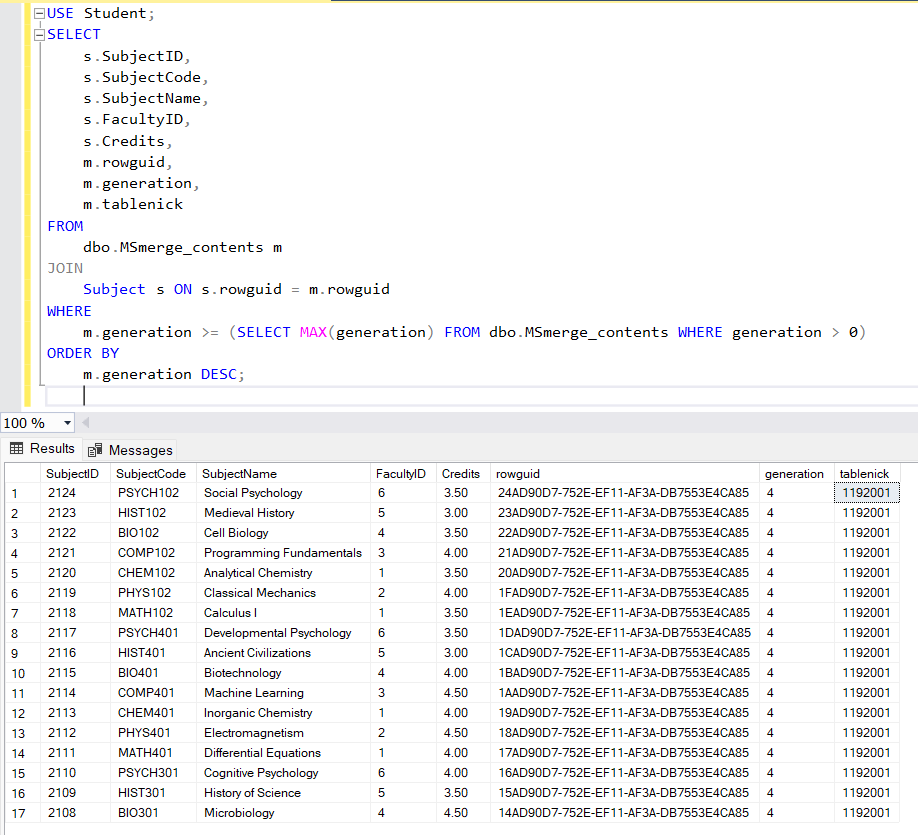 USE Student;
SELECT
s.SubjectID,
s.SubjectCode,
s.SubjectName,
s.FacultyID,
s.Credits,
m.rowguid,
m.generation,
m.tablenick
FROM
dbo.MSmerge_contents m
JOIN
Subject s ON s.rowguid = m.rowguid
WHERE
m.generation >= (SELECT MAX(generation) FROM dbo.MSmerge_contents WHERE generation > 0)
ORDER BY
m.generation DESC;
100 %
Results Messages
SubjectID SubjectCode SubjectName FacultyID Credits rowguid generation tablenick
1 2124 PSYCH102 Social Psychology 6 3.50 24AD90D7-752E-EF11-AF3A-DB7553E4CA85 4 1192001
2 2123 HIST102 Medieval History 5 3.00 23AD90D7-752E-EF11-AF3A-DB7553E4CA85 4 1192001
3 2122 BIO102 Cell Biology 4 3.50 22AD90D7-752E-EF11-AF3A-DB7553E4CA85 4 1192001
4 2121 COMP102 Programming Fundamentals 3 4.00 21AD90D7-752E-EF11-AF3A-DB7553E4CA85 4 1192001
5 2120 CHEM102 Analytical Chemistry 1 3.50 20AD90D7-752E-EF11-AF3A-DB7553E4CA85 4 1192001
6 2119 PHYS102 Classical Mechanics 2 4.00 1FAD90D7-752E-EF11-AF3A-DB7553E4CA85 4 1192001
7 2118 MATH102 Calculus I 1 3.50 1EAD90D7-752E-EF11-AF3A-DB7553E4CA85 4 1192001
8 2117 PSYCH401 Developmental Psychology 6 3.50 1DAD90D7-752E-EF11-AF3A-DB7553E4CA85 4 1192001
9 2116 HIST401 Ancient Civilizations 5 3.00 1CAD90D7-752E-EF11-AF3A-DB7553E4CA85 4 1192001
10 2115 BIO401 Biotechnology 4 4.00 1BAD90D7-752E-EF11-AF3A-DB7553E4CA85 4 1192001
11 2114 COMP401 Machine Learning 3 4.50 1AAD90D7-752E-EF11-AF3A-DB7553E4CA85 4 1192001
12 2113 CHEM401 Inorganic Chemistry 1 4.00 19AD90D7-752E-EF11-AF3A-DB7553E4CA85 4 1192001
13 2112 PHYS401 Electromagnetism 2 4.50 18AD90D7-752E-EF11-AF3A-DB7553E4CA85 4 1192001
14 2111 MATH401 Differential Equations 1 4.00 17AD90D7-752E-EF11-AF3A-DB7553E4CA85 4 1192001
15 2110 PSYCH301 Cognitive Psychology 6 4.00 16AD90D7-752E-EF11-AF3A-DB7553E4CA85 4 1192001
16 2109 HIST301 History of Science 5 3.50 15AD90D7-752E-EF11-AF3A-DB7553E4CA85 4 1192001
17 2108 BIO301 Microbiology 4 4.50 14AD90D7-752E-EF11-AF3A-DB7553E4CA85 4 1192001